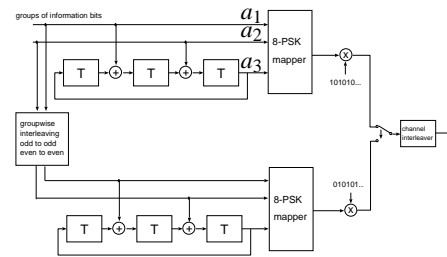 groups of information bits
a1
a2
a3
T
T
T
8-PSK
mapper
101010...
groupwise
interleaving
odd to odd
even to even
channel
interleaver
010101..
8-PSK
mapper
T
T
T